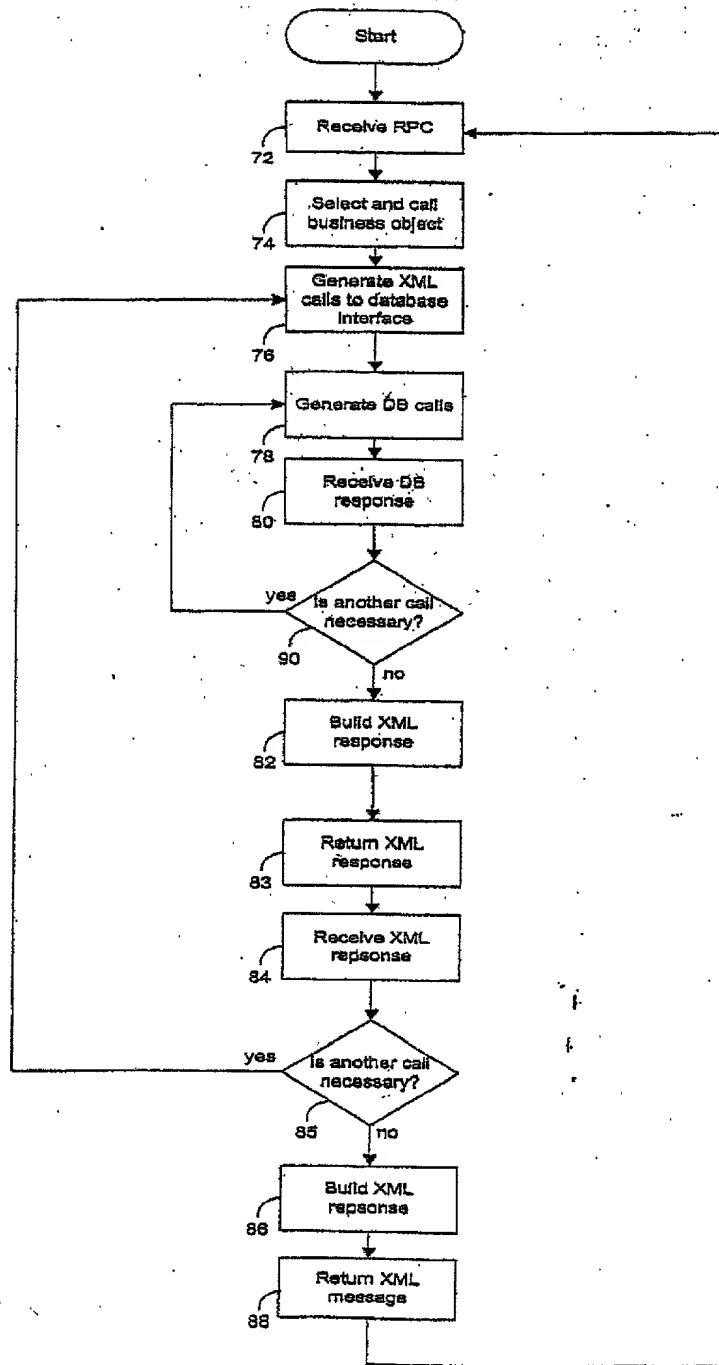 Start
Receive RPC
72
Select and call
business object
74
Generate XML
calls to database
interface
76
Generate DB calls
78
Receive DB
response
80
yes
Is another call
necessary?
90
no
Build XML
response
82
Return XML
response
83
Receive XML
repsonse
84
yes
Is another call
necessary?
85
no
Build XML
repsonse
86
Return XML
message
88